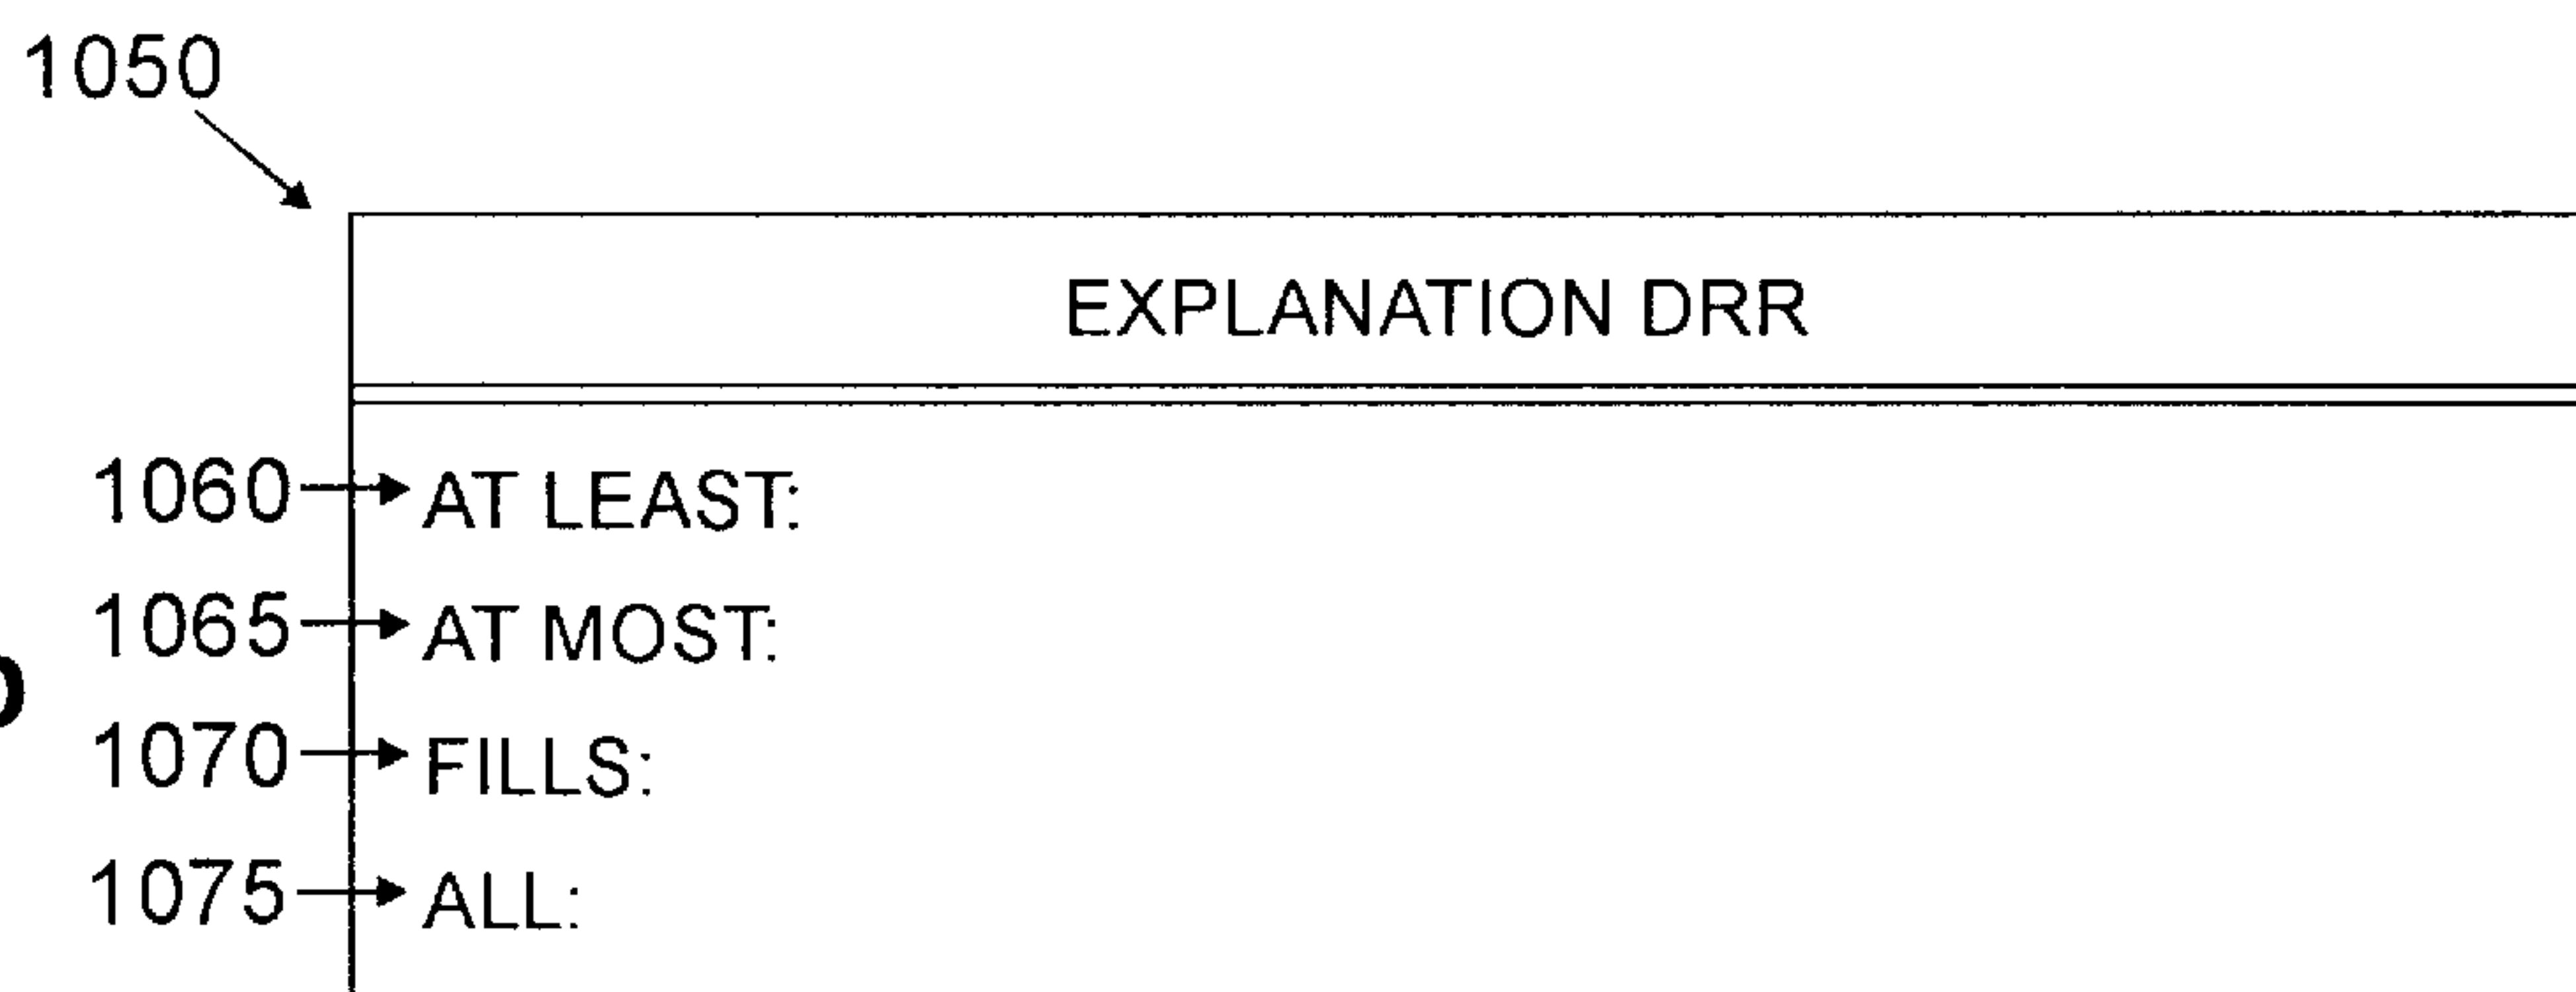 1050
EXPLANATION DRR
1060 AT LEAST:
1065 AT MOST:
1070 FILLS:
1075 ALL: